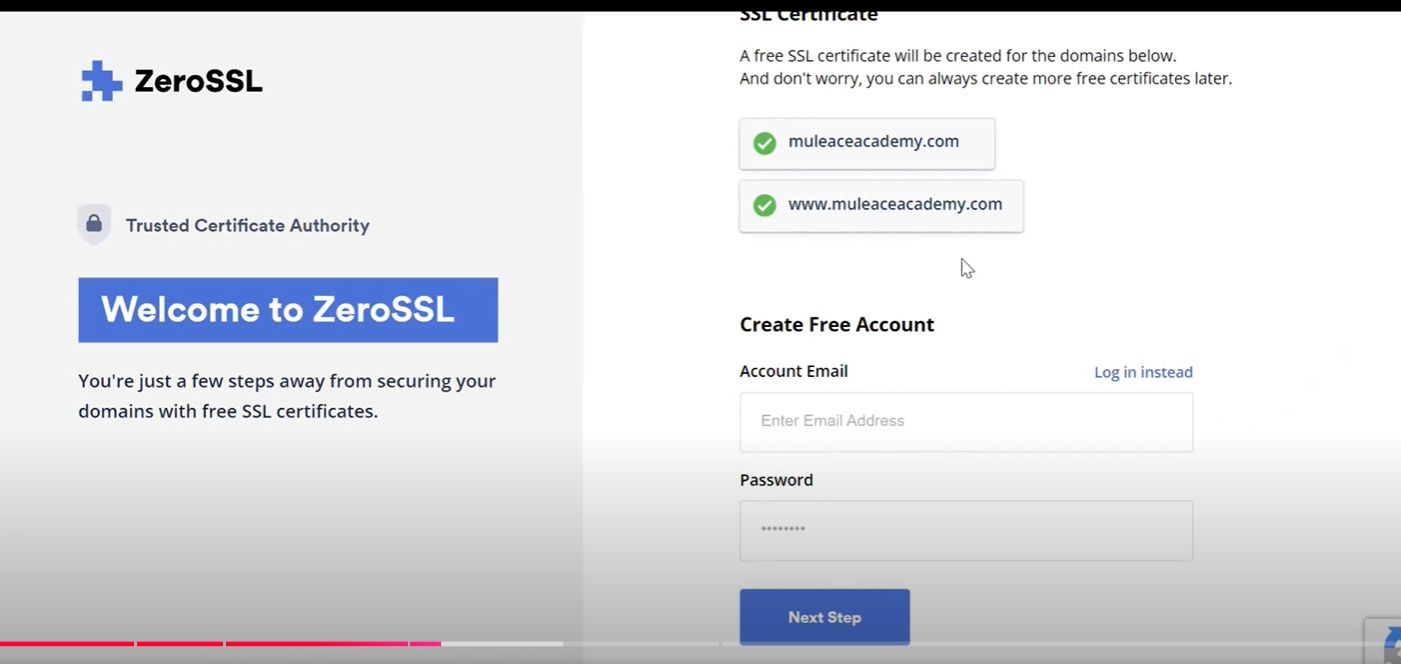 ZeroSSL
Trusted Certificate Authority
Welcome to ZeroSSL
You're just a few steps away from securing your
domains with free SSL certificates.
SSL Certificate
A free SSL certificate will be created for the domains below.
And don't worry, you can always create more free certificates later.
muleaceacademy.com
www.muleaceacademy.com
Create Free Account
Account Email
Log in instead
Enter Email Address
Password
••••••••
Next Step